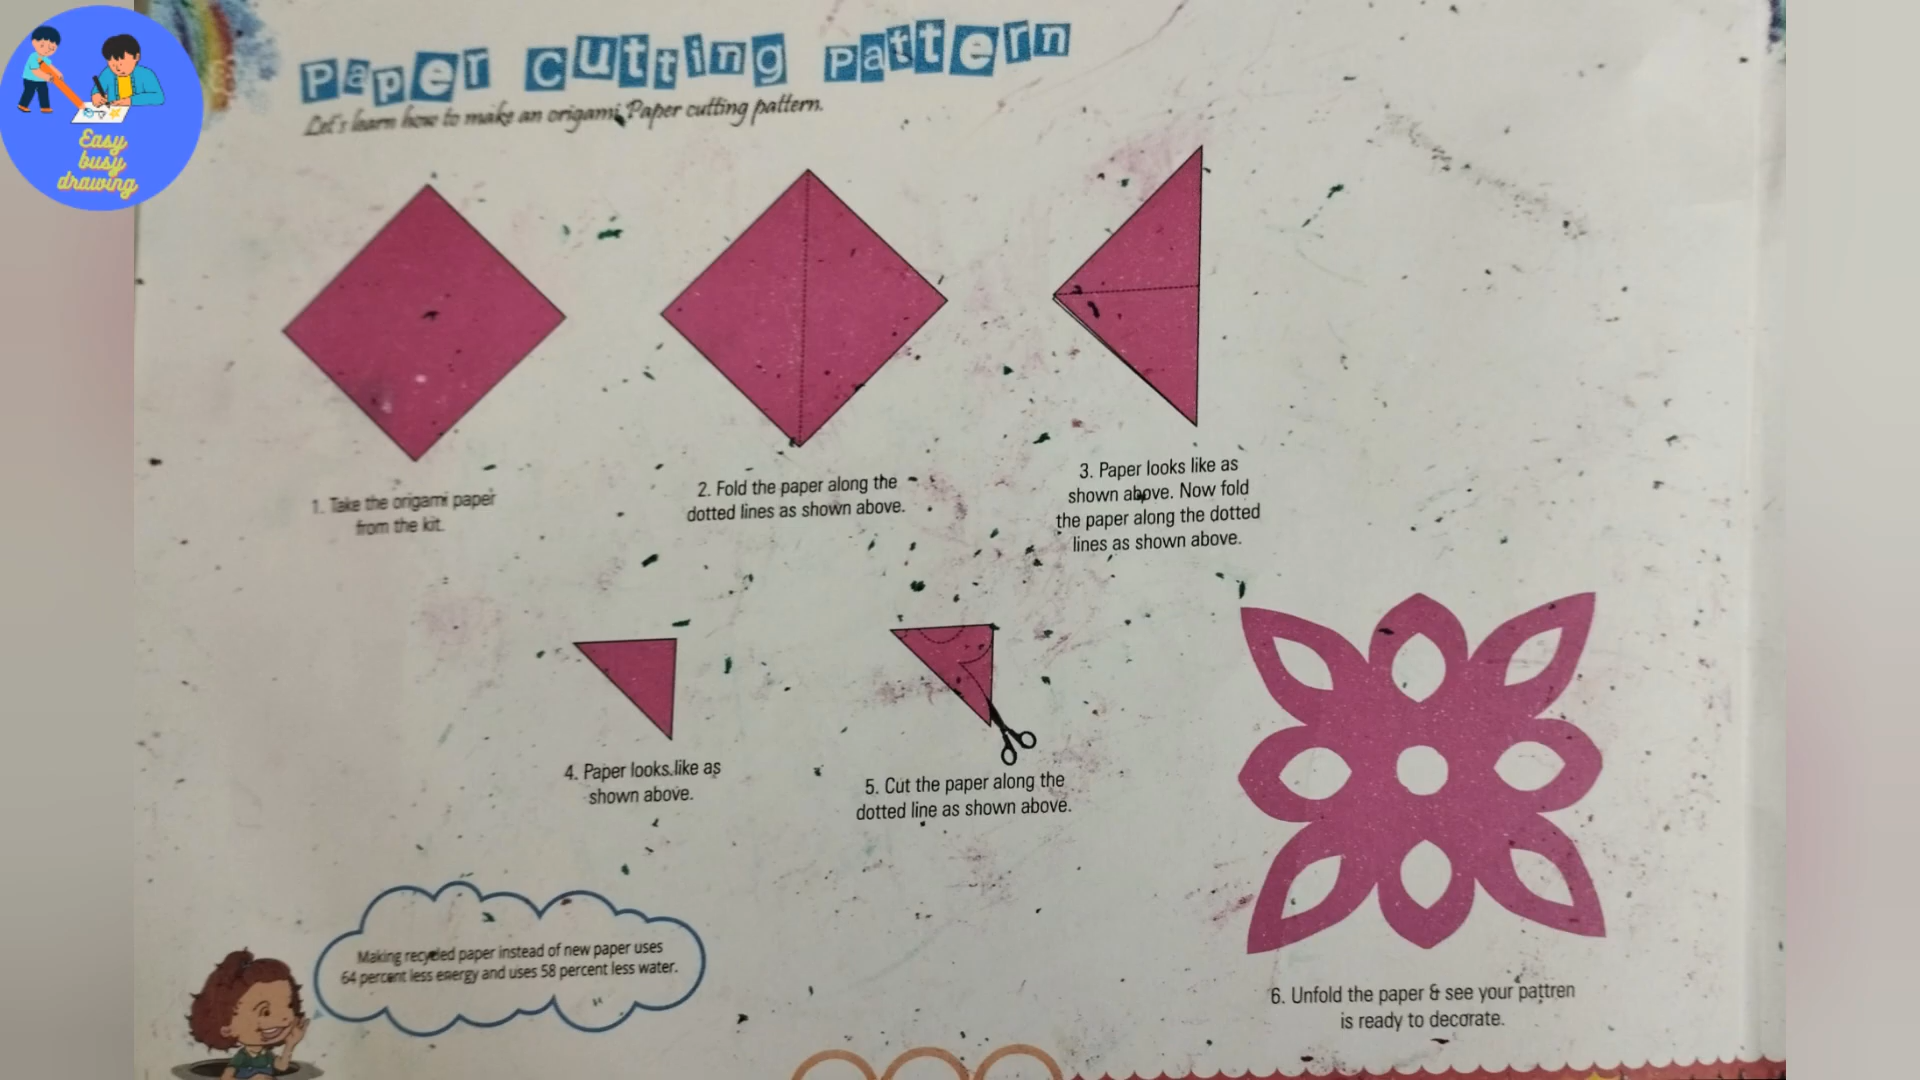 Easy
busy
drawing
Paper Cutting Pattern
Let's learn how to make an origami Paper cutting pattern.
1. Take the origami paper
from the kit.
2. Fold the paper along the
dotted lines as shown above.
3. Paper looks like as
shown above. Now fold
the paper along the dotted
lines as shown above.
4. Paper looks like as
shown above.
5. Cut the paper along the
dotted line as shown above.
6. Unfold the paper & see your pattren
is ready to decorate.
Making recycled paper instead of new paper uses
64 percent less energy and uses 58 percent less water.